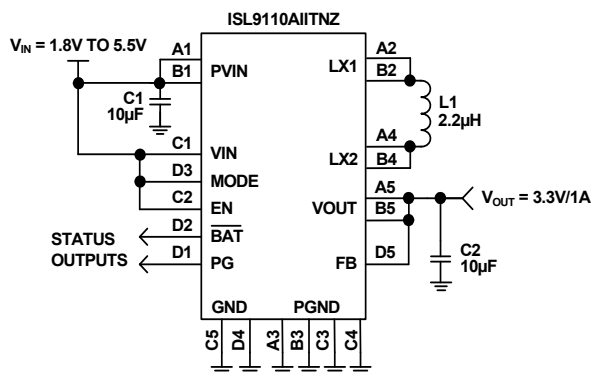 ISL9110AIITNZ
V_IN = 1.8V TO 5.5V
A1
B1
PVIN
C1
10µF
C1
VIN
D3
MODE
C2
EN
D2
BAT
D1
PG
STATUS
OUTPUTS
A2
LX1
B2
L1
2.2µH
A4
LX2
B4
A5
VOUT
B5
V_OUT = 3.3V/1A
D5
FB
C2
10µF
GND
PGND
C5
D4
A3
B3
C3
C4